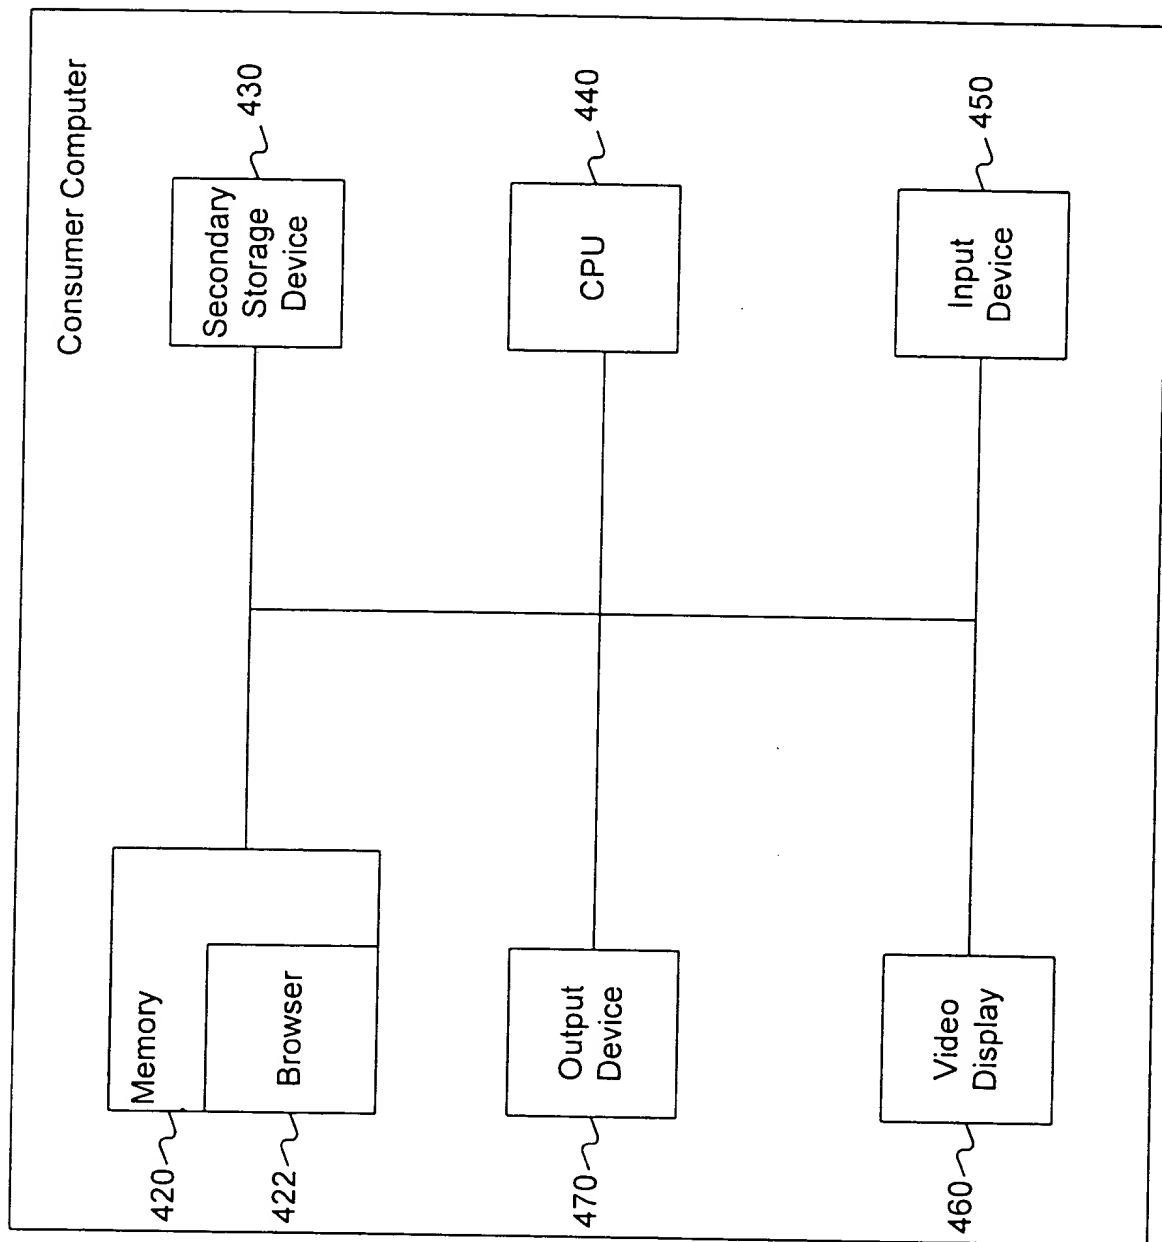 Consumer Computer
420
Memory
422
Browser
Secondary
Storage
Device
430
470
Output
Device
CPU
440
460
Video
Display
Input
Device
450